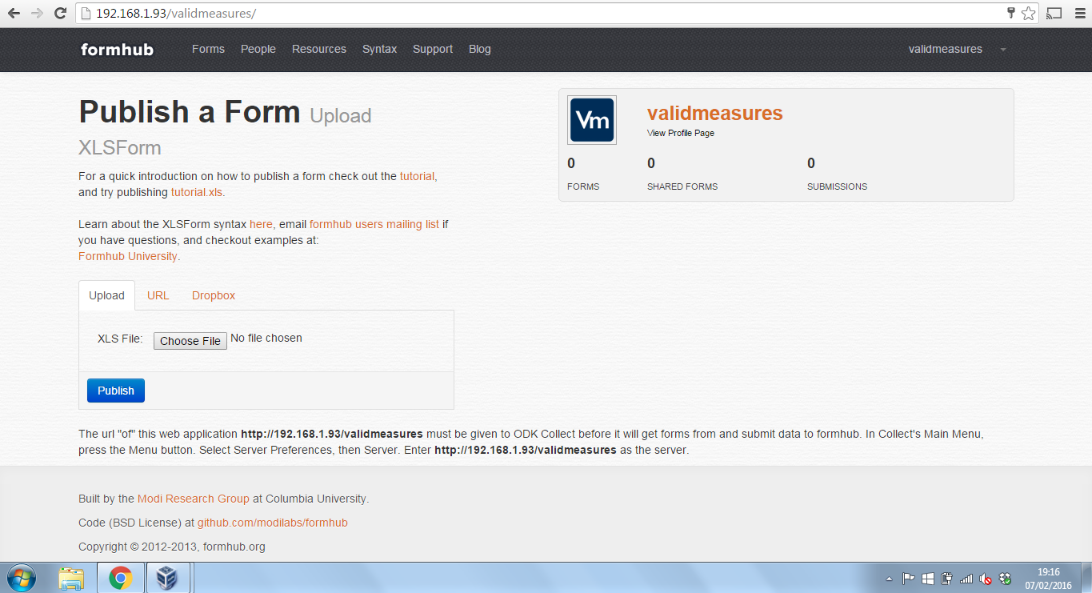 192.168.1.93/validmeasures/
formhub Forms People Resources Syntax Support Blog validmeasures
Publish a Form Upload
XLSForm
For a quick introduction on how to publish a form check out the tutorial,
and try publishing tutorial.xls.
Learn about the XLSForm syntax here, email formhub users mailing list if
you have questions, and checkout examples at:
Formhub University.
Upload URL Dropbox
XLS File: Choose File No file chosen
Publish
Vm
validmeasures
View Profile Page
0 0 0
FORMS SHARED FORMS SUBMISSIONS
The url "of" this web application http://192.168.1.93/validmeasures must be given to ODK Collect before it will get forms from and submit data to formhub. In Collect's Main Menu,
press the Menu button. Select Server Preferences, then Server. Enter http://192.168.1.93/validmeasures as the server.
Built by the Modi Research Group at Columbia University.
Code (BSD License) at github.com/modilabs/formhub
Copyright © 2012-2013, formhub.org
19:16
07/02/2016